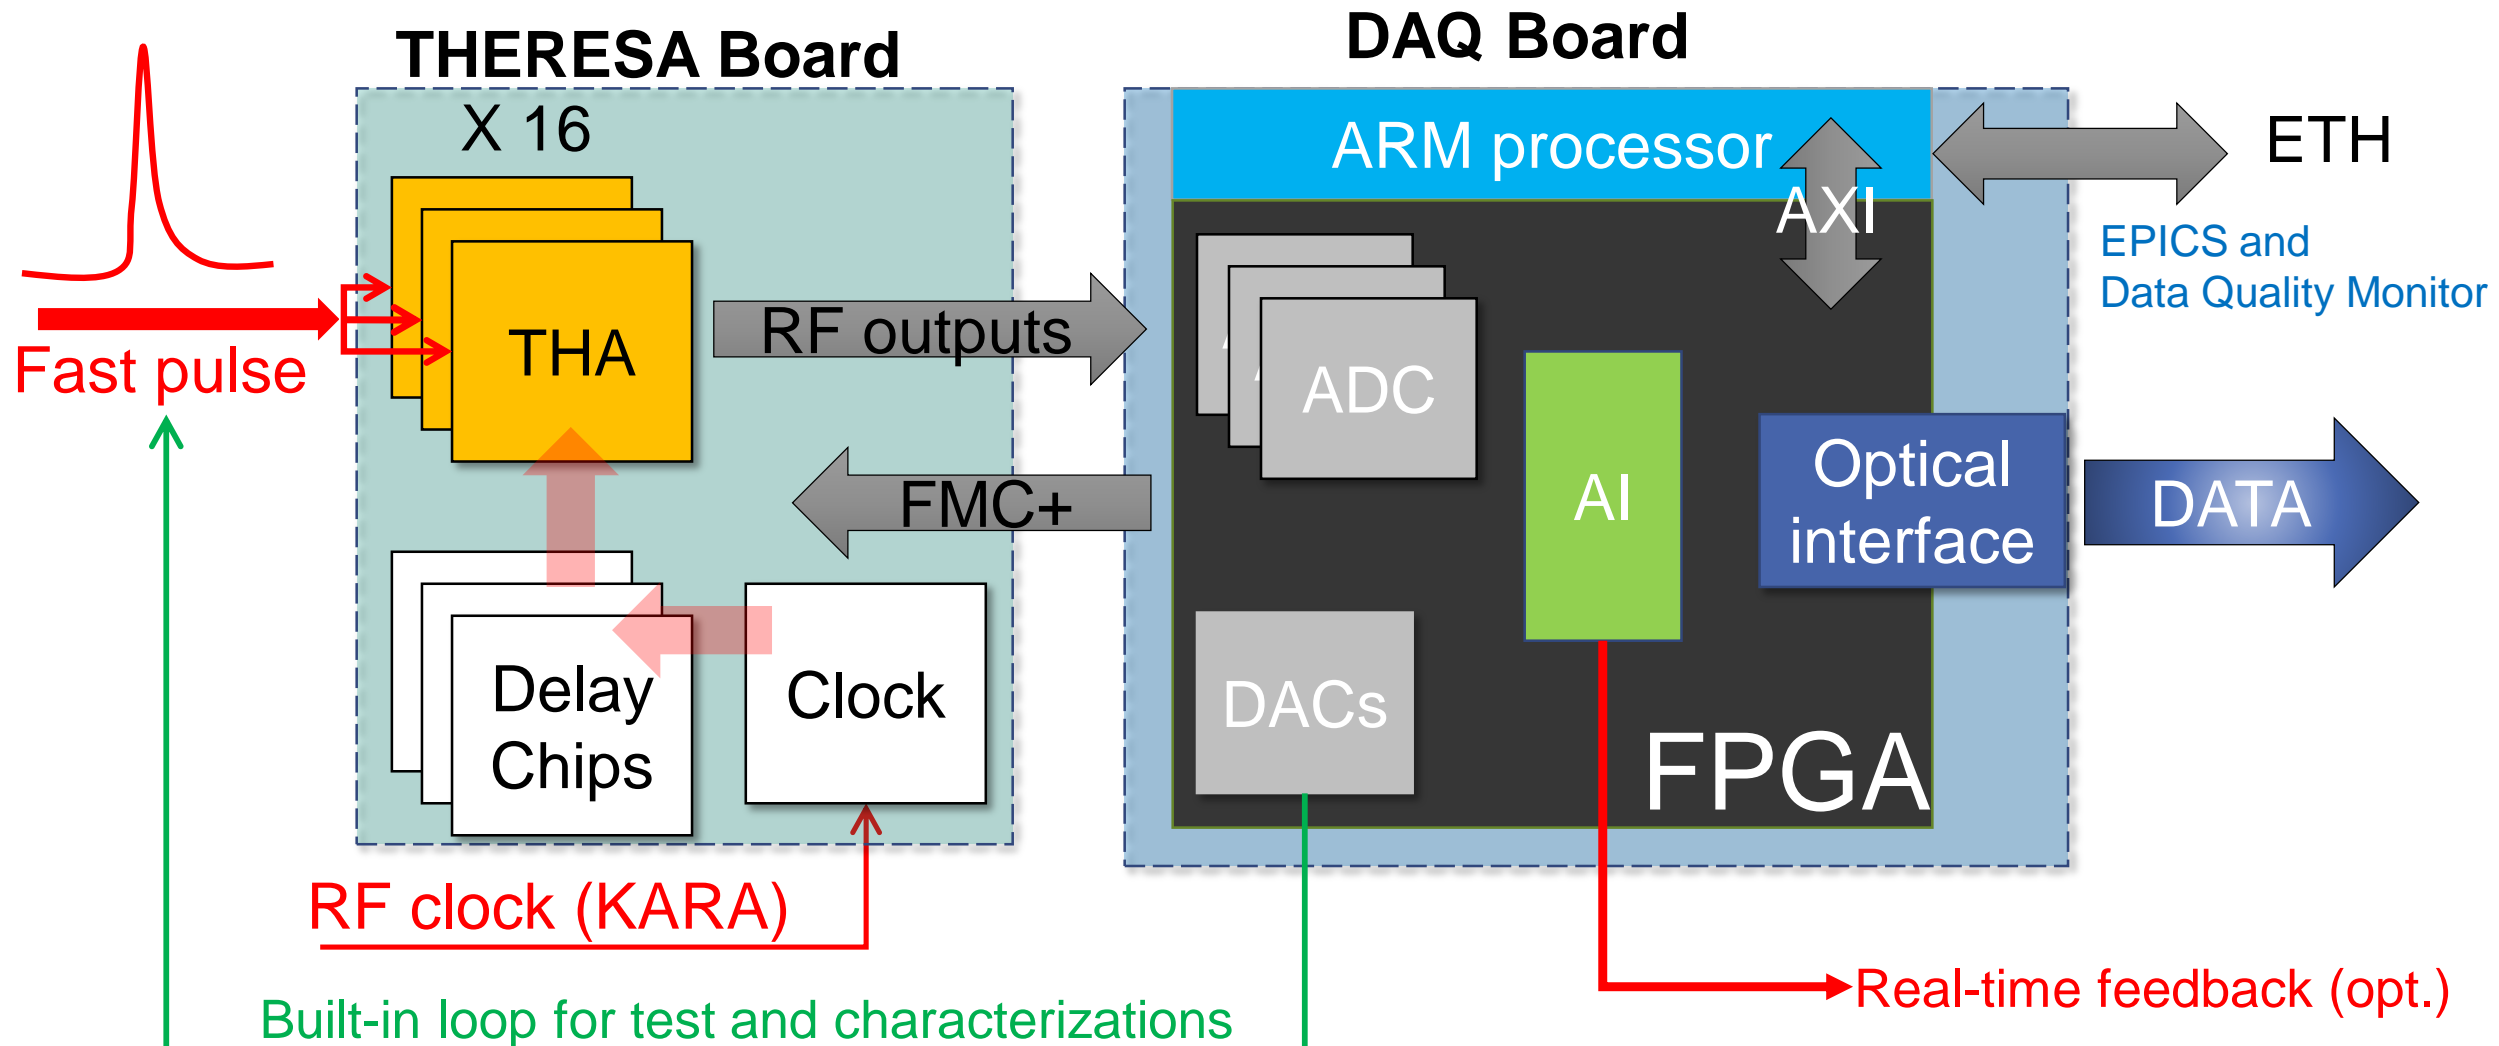 THERESA Board
DAQ Board
X 16
ARM processor
ETH
AXI
EPICS and
Data Quality Monitor
RF outputs
THA
Fast pulse
ADC
Optical
interface
FMC+
AI
DATA
Delay
Chips
Clock
DACs
FPGA
RF clock (KARA)
Real-time feedback (opt.)
Built-in loop for test and characterizations